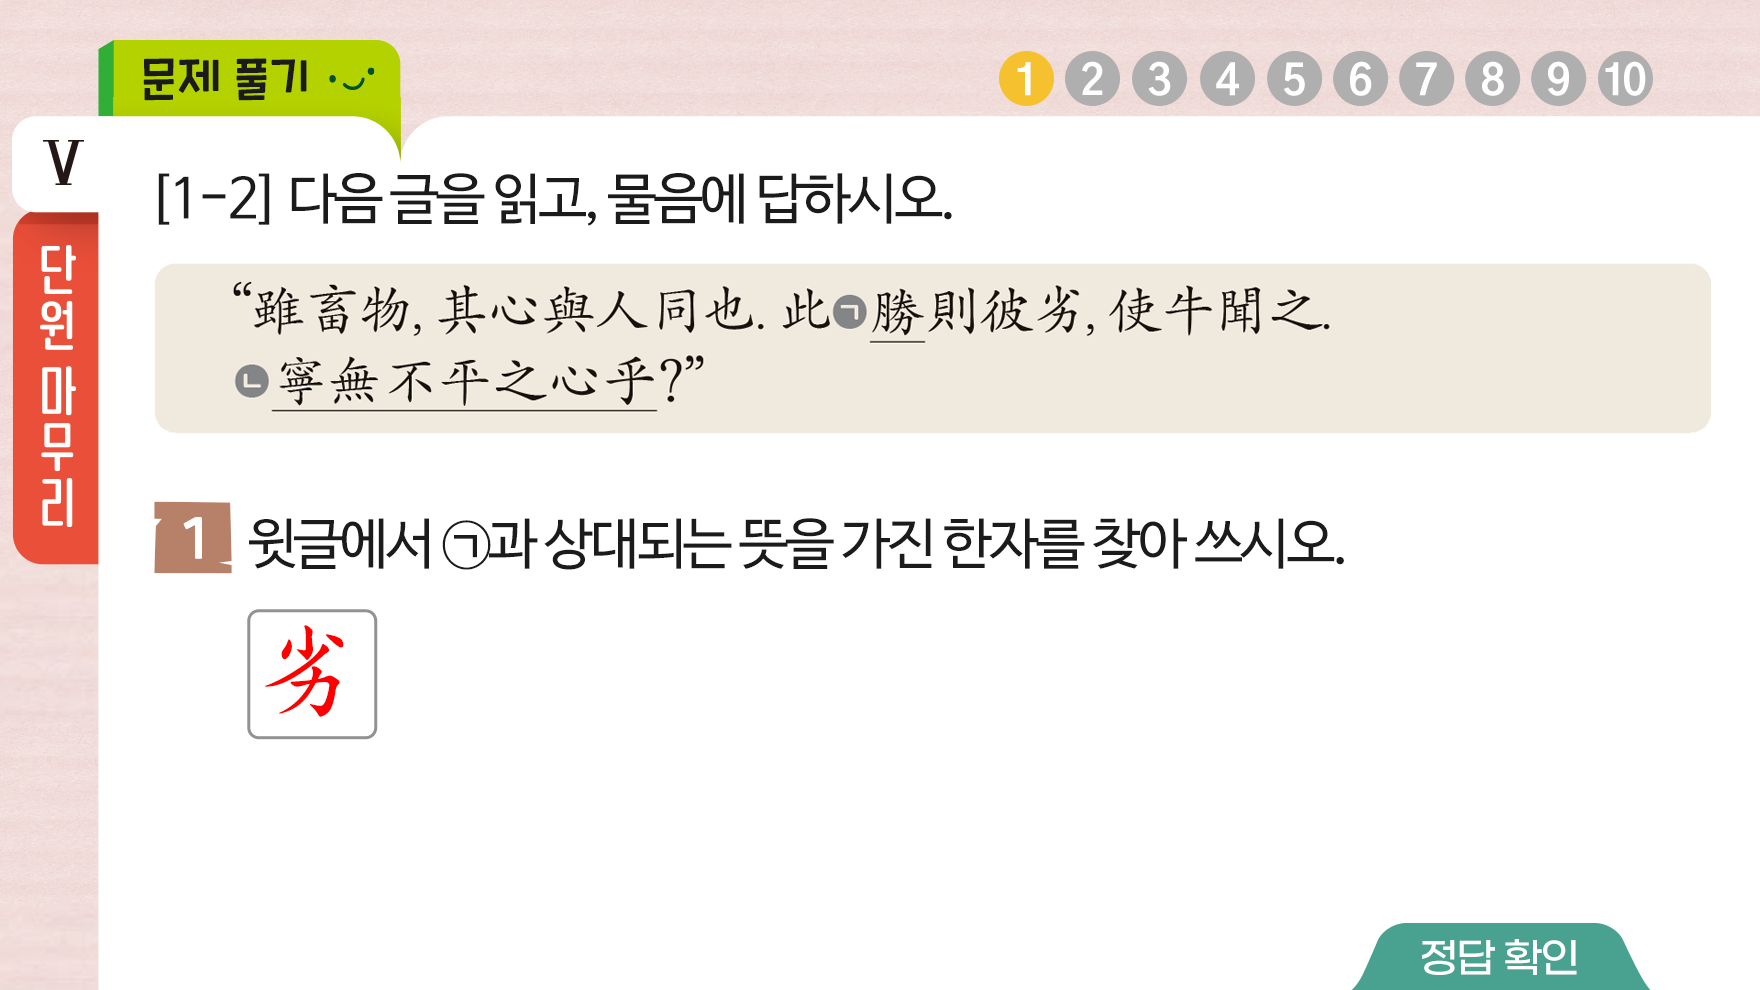 문제 풀기
1 2 3 4 5 6 7 8 9 10
V
단원 마무리
[1-2] 다음 글을 읽고, 물음에 답하시오.
“雖畜物, 其心與人同也. 此㉠勝則彼劣, 使牛聞之.
㉡寧無不平之心乎?”
1 윗글에서 ㉠과 상대되는 뜻을 가진 한자를 찾아 쓰시오.
劣
정답 확인